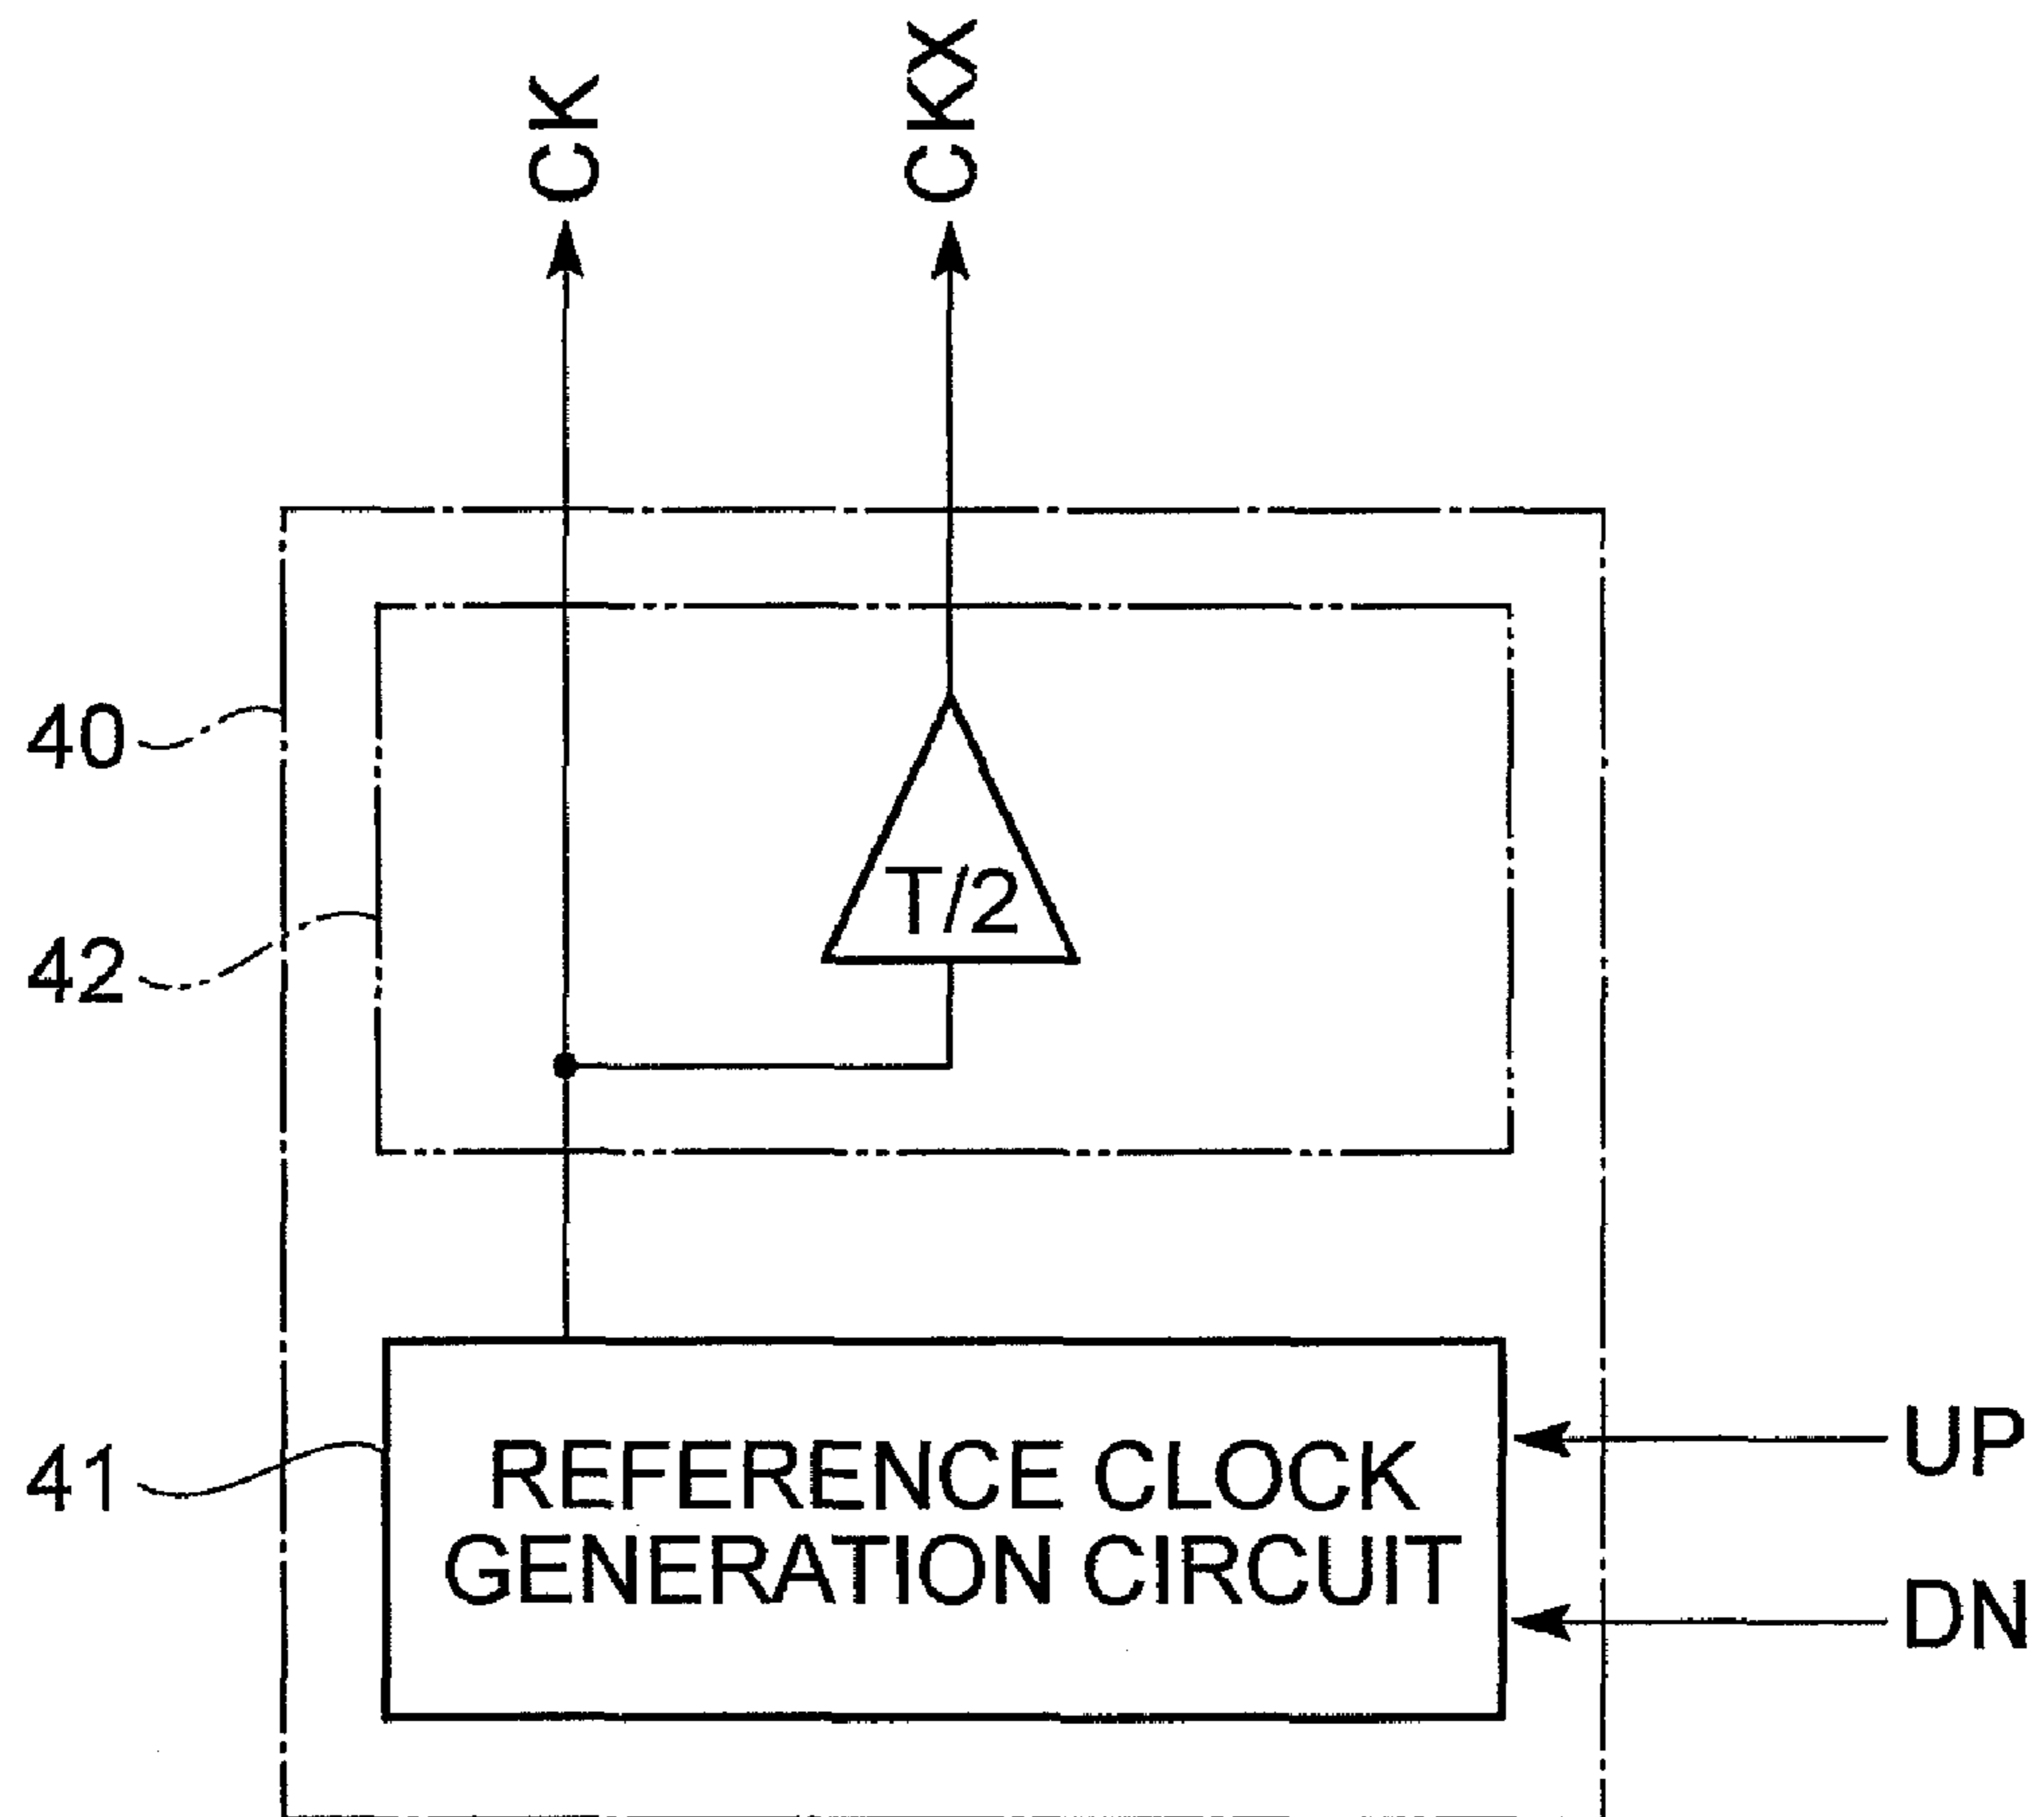 CK
CKX
40
T/2
42
41
REFERENCE CLOCK
GENERATION CIRCUIT
UP
DN